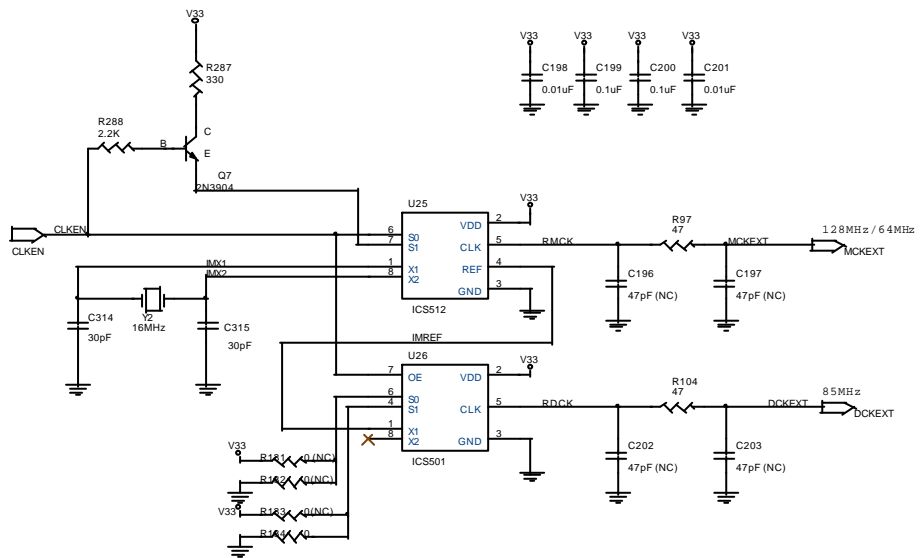 V33
R287
330
V33
C198
0.01uF
V33
C199
0.1uF
V33
C200
0.1uF
V33
C201
0.01uF
R288
2.2K
B
C
E
Q7
2N3904
CLKEN
CLKEN
U25
6 S0
7 S1
1 X1
8 X2
VDD 2
CLK 5
REF 4
GND 3
ICS512
V33
RMCK
R97
47
MCKEXT
128MHz/64MHz
MCKEXT
C196
47pF (NC)
C197
47pF (NC)
IMX1
IMX2
Y2
16MHz
C314
30pF
C315
30pF
IMREF
U26
7 OE
6 S0
4 S1
1 X1
8 X2
VDD 2
CLK 5
GND 3
ICS501
V33
RDCK
R104
47
DCKEXT
85MHz
DCKEXT
C202
47pF (NC)
C203
47pF (NC)
V33
0(NC)
0(NC)
V33
0(NC)
0